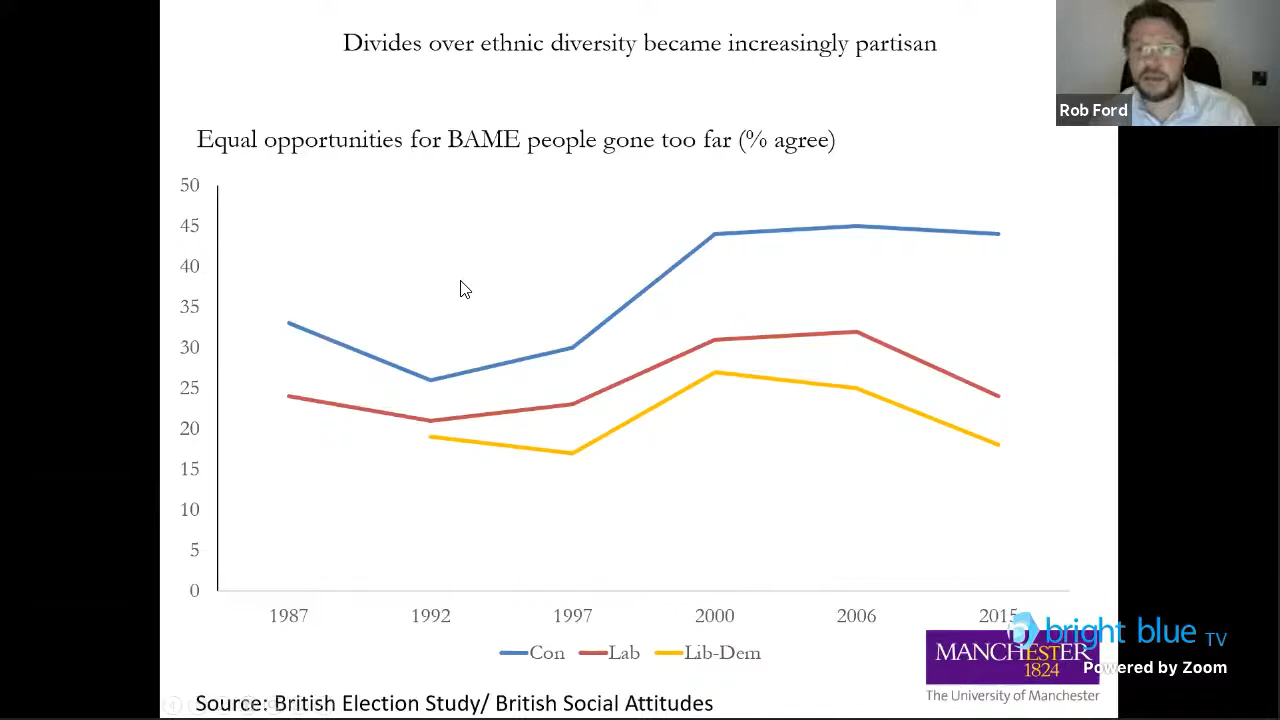 Divides over ethnic diversity became increasingly partisan
Rob Ford
Equal opportunities for BAME people gone too far (% agree)
50
45
40
35
30
25
20
15
10
5
0
1987 1992 1997 2000 2006 2015
Con Lab Lib-Dem
bright blue TV
MANCHESTER
1824
Powered by Zoom
The University of Manchester
Source: British Election Study/ British Social Attitudes